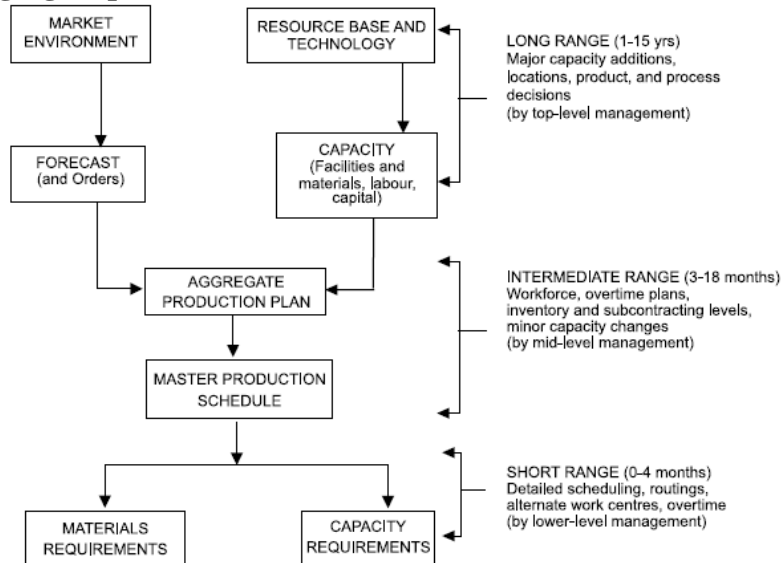 MARKET
ENVIRONMENT
RESOURCE BASE AND
TECHNOLOGY
LONG RANGE (1-15 yrs)
Major capacity additions,
locations, product, and process
decisions
(by top-level management)
FORECAST
(and Orders)
CAPACITY
(Facilities and
materials, labour,
capital)
AGGREGATE
PRODUCTION PLAN
INTERMEDIATE RANGE (3-18 months)
Workforce, overtime plans,
inventory and subcontracting levels,
minor capacity changes
(by mid-level management)
MASTER PRODUCTION
SCHEDULE
SHORT RANGE (0-4 months)
Detailed scheduling, routings,
alternate work centres, overtime
(by lower-level management)
MATERIALS
REQUIREMENTS
CAPACITY
REQUIREMENTS